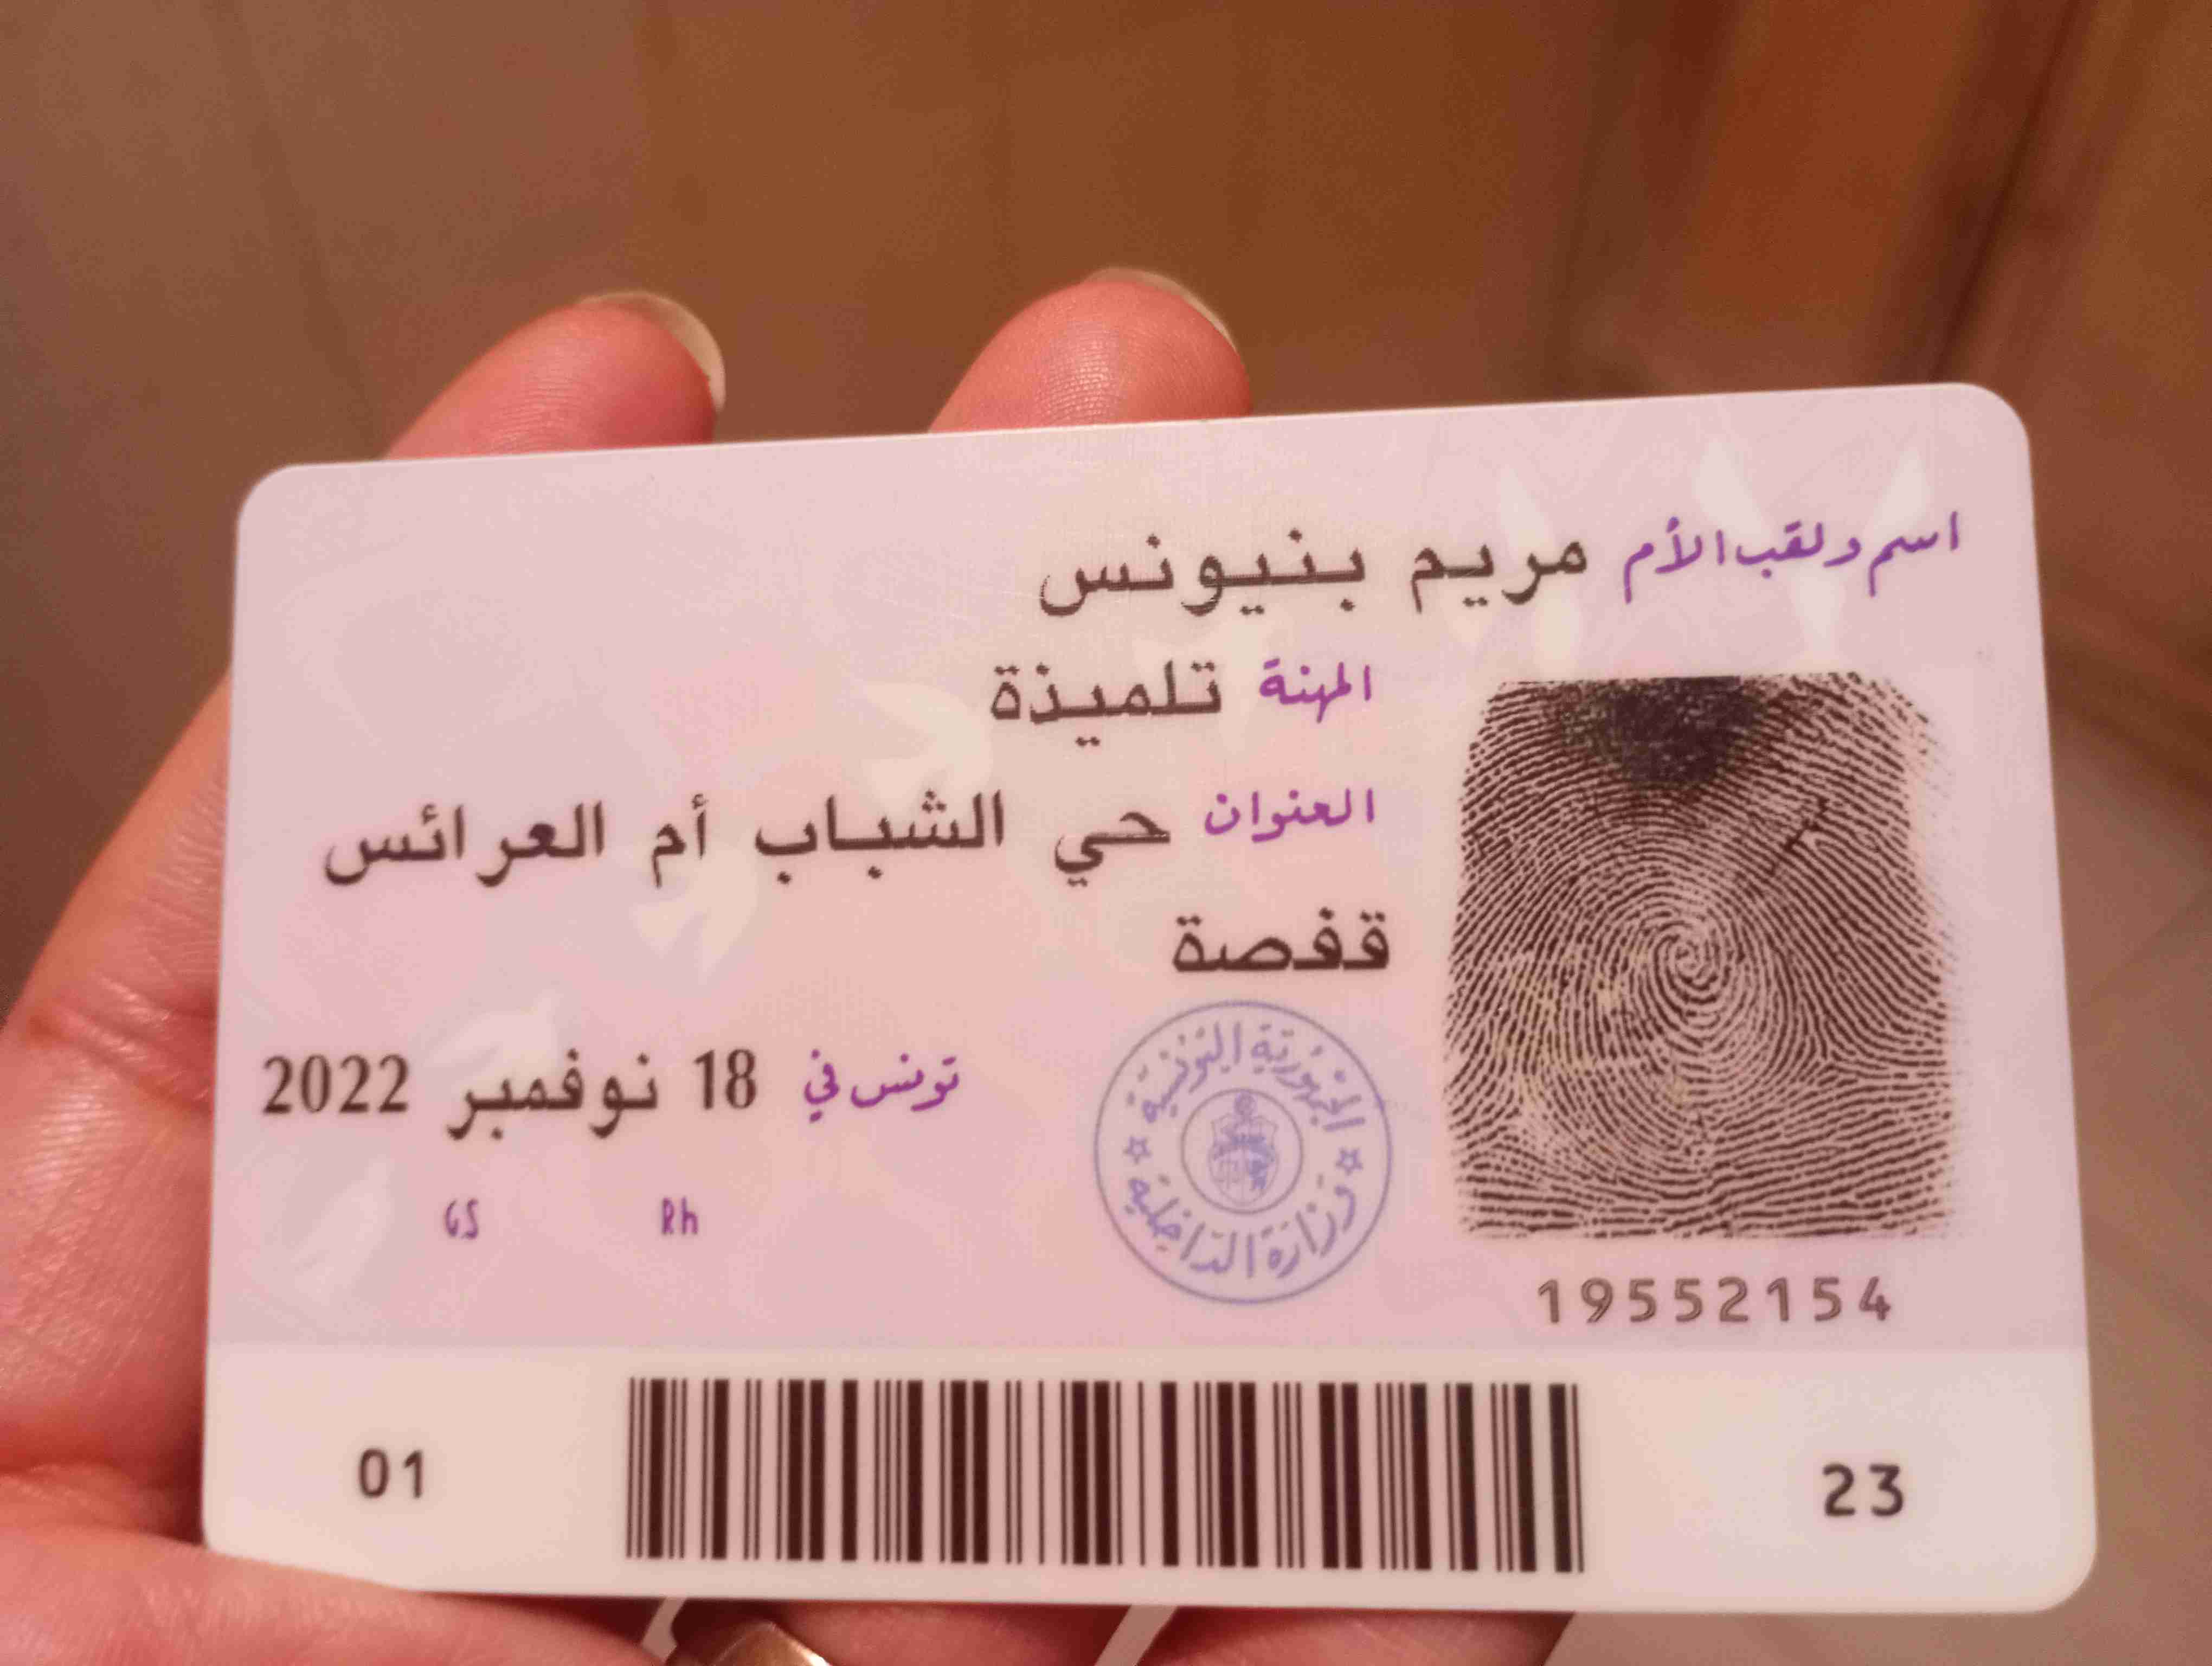 اسم ولقب الأم مريم بنيونس
المهنة تلميذة
العنوان حي الشباب أم العرائس
قفصة
تونس في 18 نوفمبر 2022
الجمهورية التونسية
وزارة الداخلية
Rh
GS
19552154
01
23